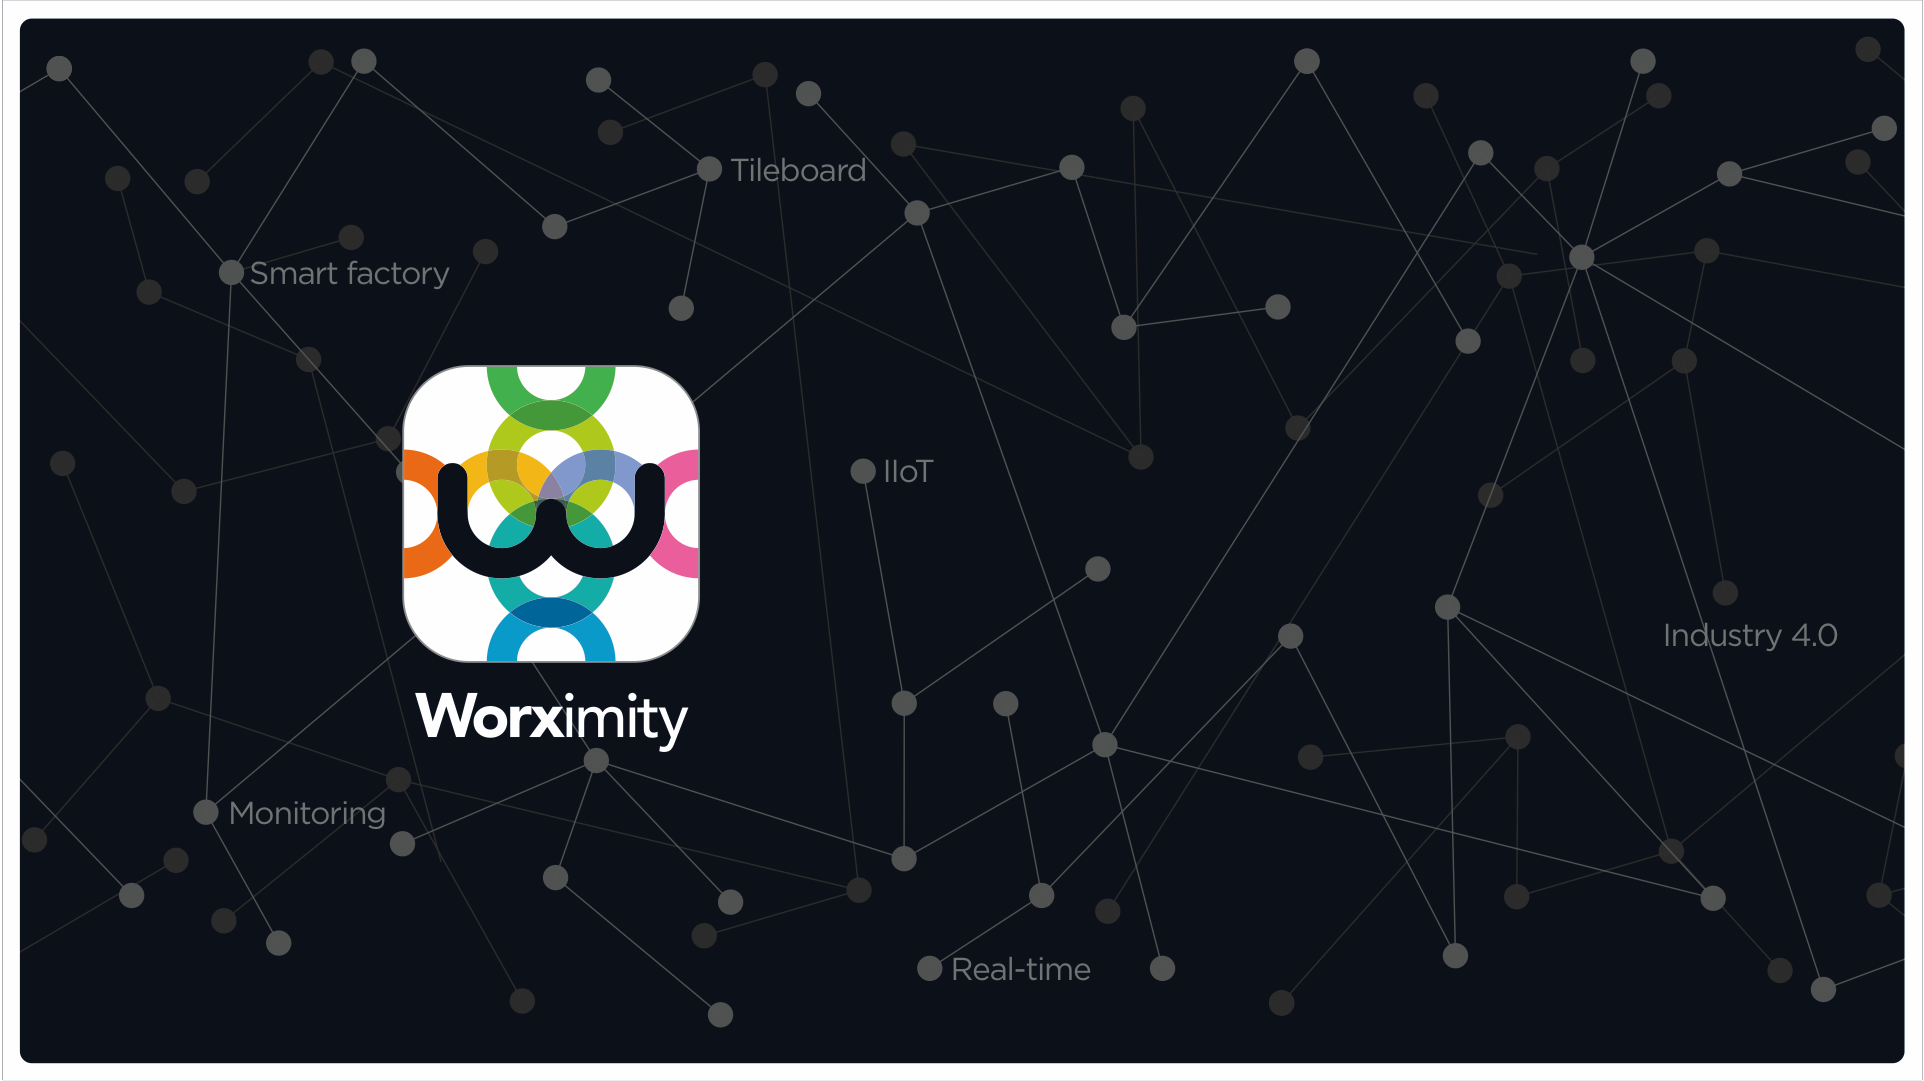 Tileboard
Smart factory
IIoT
Industry 4.0
Worximity
Monitoring
Real-time